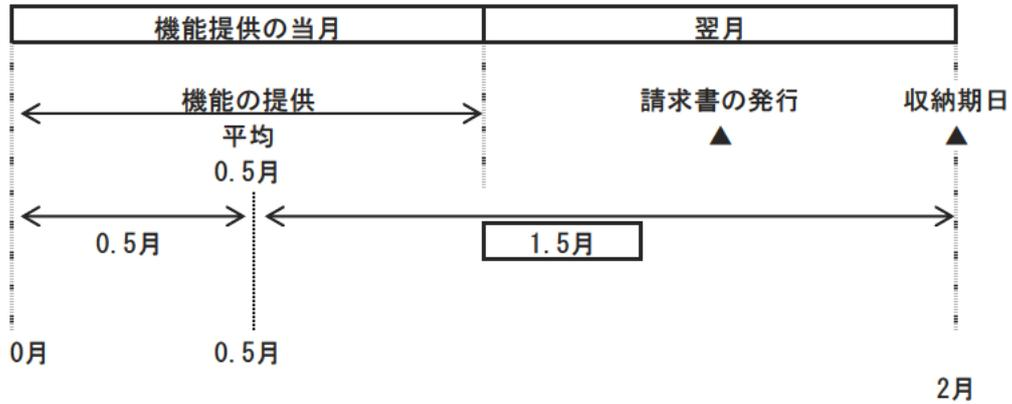 機能提供の当月 翌月
機能の提供 請求書の発行 収納期日
平均 ▲ ▲
0.5月
0.5月 1.5月
0月 0.5月
2月